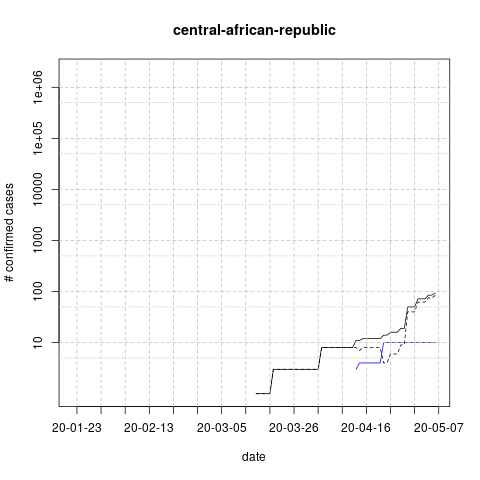 central-african-republic
# confirmed cases
1e+06
1e+05
10000
1000
100
10
20-01-23 20-02-13 20-03-05 20-03-26 20-04-16 20-05-07
date